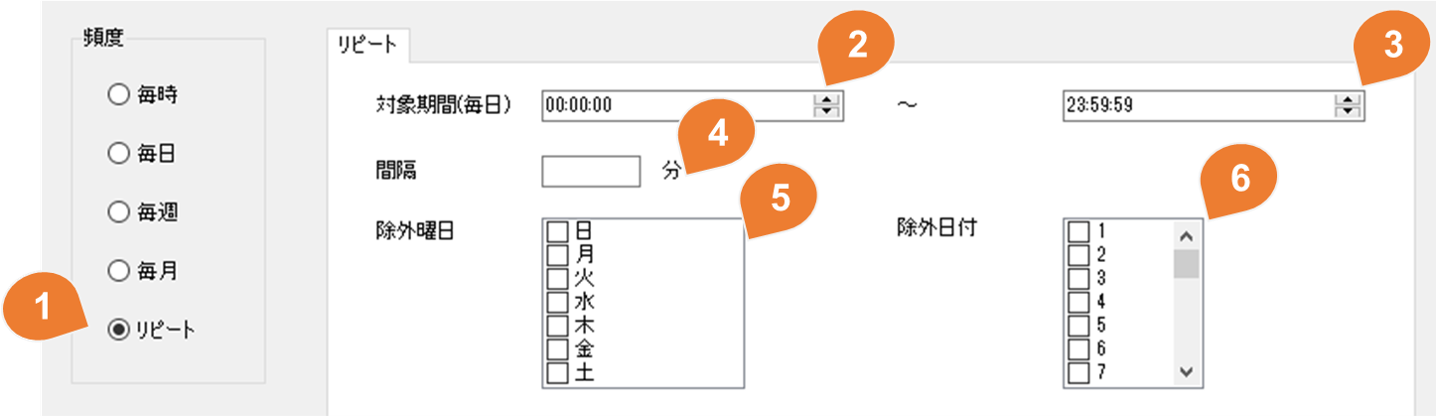 頻度
毎時
毎日
毎週
毎月
1
リピート
リピート
2
3
対象期間(毎日)
00:00:00
～
23:59:59
4
間隔
分
5
6
除外曜日
日
月
火
水
木
金
土
除外日付
1
2
3
4
5
6
7